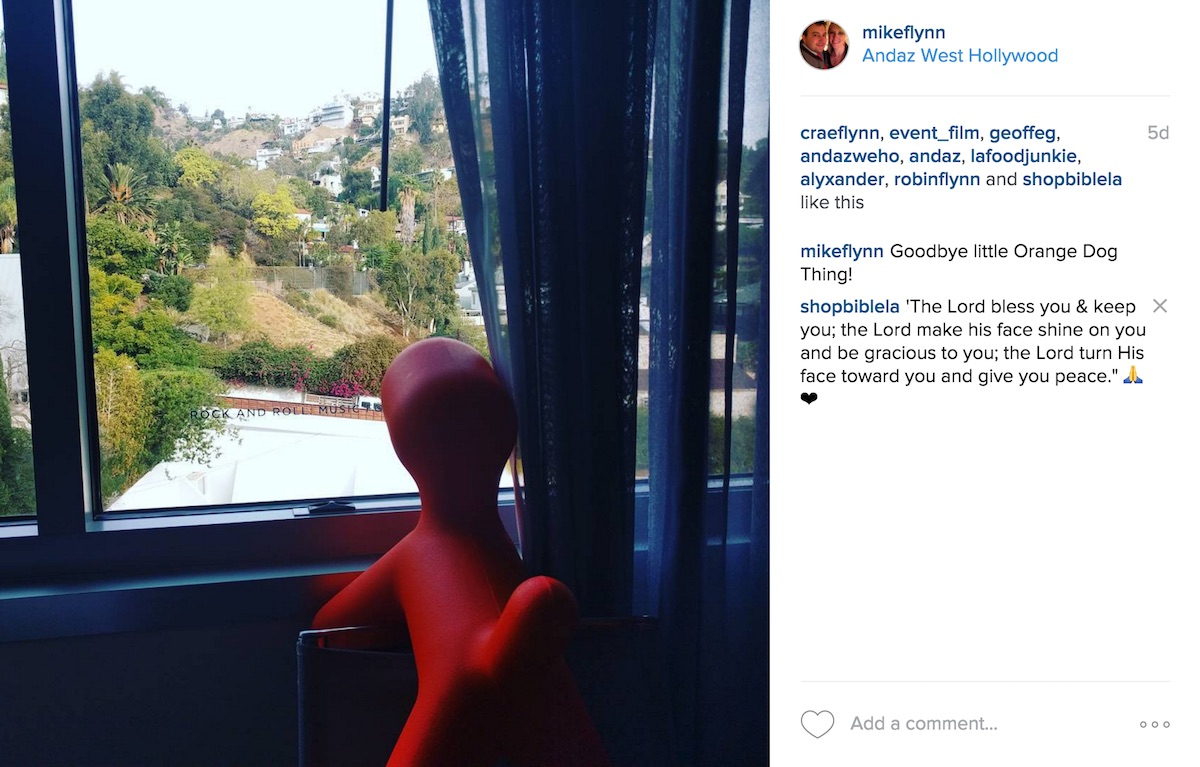 mikeflynn
Andaz West Hollywood
craeflynn, event_film, geoffeg,
5d
andazweho, andaz, lafoodjunkie,
alyxander, robinflynn and shopbiblela
like this
mikeflynn Goodbye little Orange Dog
Thing!
shopbiblela 'The Lord bless you & keep
you; the Lord make his face shine on you
and be gracious to you; the Lord turn His
face toward you and give you peace." 🙏
❤
Add a comment...
ROCK AND ROLL: MUSIC